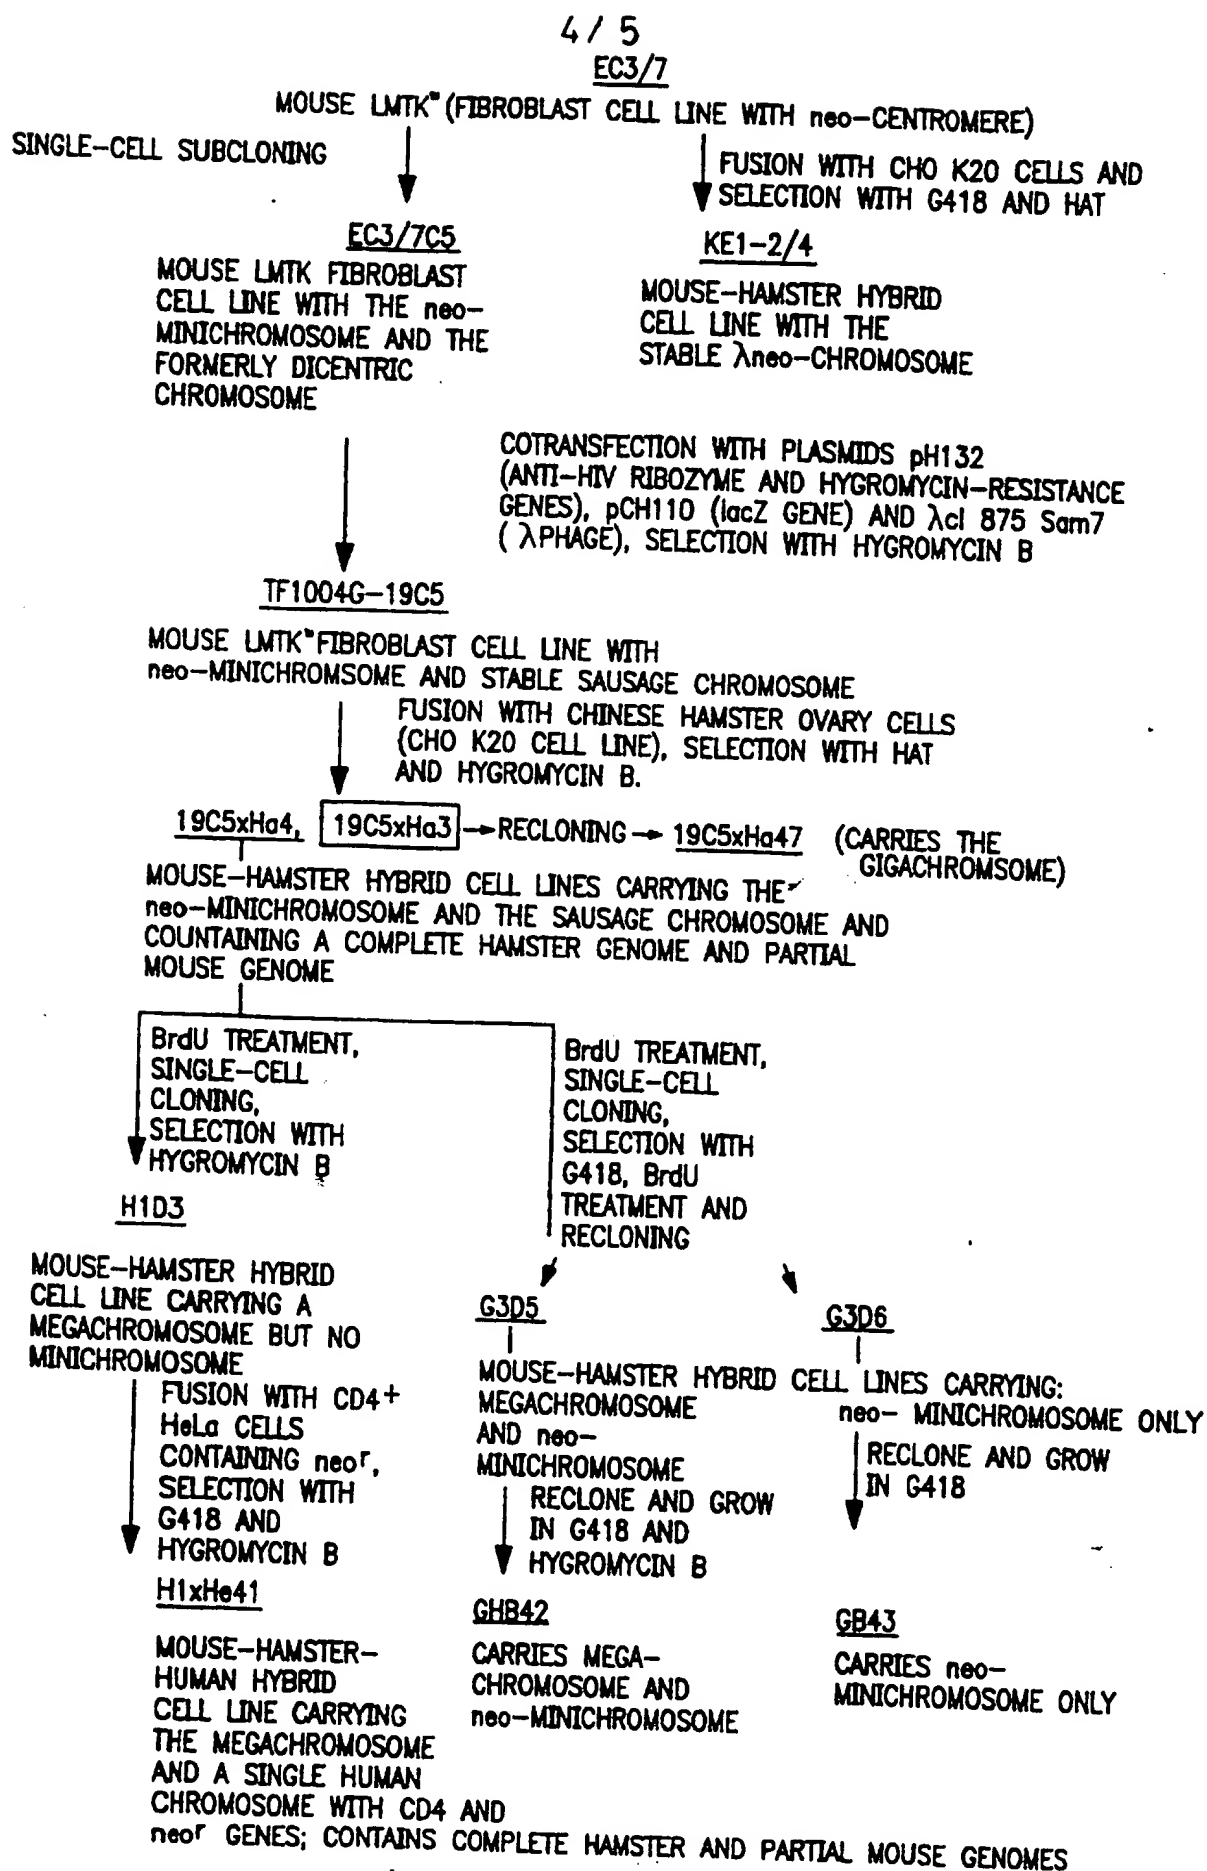 4/5
EC3/7
MOUSE LMTK⁻ (FIBROBLAST CELL LINE WITH neo-CENTROMERE)
SINGLE-CELL SUBCLONING
FUSION WITH CHO K20 CELLS AND
SELECTION WITH G418 AND HAT
EC3/7C5
MOUSE LMTK FIBROBLAST
CELL LINE WITH THE neo-
MINICHROMOSOME AND THE
FORMERLY DICENTRIC
CHROMOSOME
KE1-2/4
MOUSE-HAMSTER HYBRID
CELL LINE WITH THE
STABLE λneo-CHROMOSOME
COTRANSFECTION WITH PLASMIDS pH132
(ANTI-HIV RIBOZYME AND HYGROMYCIN-RESISTANCE
GENES), pCH110 (lacZ GENE) AND λcI 875 Sam7
( λPHAGE), SELECTION WITH HYGROMYCIN B
TF1004G-19C5
MOUSE LMTK⁻FIBROBLAST CELL LINE WITH
neo-MINICHROMSOME AND STABLE SAUSAGE CHROMOSOME
FUSION WITH CHINESE HAMSTER OVARY CELLS
(CHO K20 CELL LINE), SELECTION WITH HAT
AND HYGROMYCIN B.
19C5xHa4, 19C5xHa3 → RECLONING → 19C5xHa47 (CARRIES THE
GIGACHROMSOME)
MOUSE-HAMSTER HYBRID CELL LINES CARRYING THE
neo-MINICHROMOSOME AND THE SAUSAGE CHROMOSOME AND
COUNTAINING A COMPLETE HAMSTER GENOME AND PARTIAL
MOUSE GENOME
BrdU TREATMENT,
SINGLE-CELL
CLONING,
SELECTION WITH
HYGROMYCIN B
BrdU TREATMENT,
SINGLE-CELL
CLONING,
SELECTION WITH
G418, BrdU
TREATMENT AND
RECLONING
H1D3
MOUSE-HAMSTER HYBRID
CELL LINE CARRYING A
MEGACHROMOSOME BUT NO
MINICHROMOSOME
FUSION WITH CD4+
HeLa CELLS
CONTAINING neoʳ,
SELECTION WITH
G418 AND
HYGROMYCIN B
G3D5
G3D6
MOUSE-HAMSTER HYBRID CELL LINES CARRYING:
MEGACHROMOSOME
AND neo-
MINICHROMOSOME
neo- MINICHROMOSOME ONLY
RECLONE AND GROW
IN G418 AND
HYGROMYCIN B
RECLONE AND GROW
IN G418
H1xHe41
MOUSE-HAMSTER-
HUMAN HYBRID
CELL LINE CARRYING
THE MEGACHROMOSOME
AND A SINGLE HUMAN
CHROMOSOME WITH CD4 AND
neoʳ GENES; CONTAINS COMPLETE HAMSTER AND PARTIAL MOUSE GENOMES
GHB42
CARRIES MEGA-
CHROMOSOME AND
neo-MINICHROMOSOME
GB43
CARRIES neo-
MINICHROMOSOME ONLY